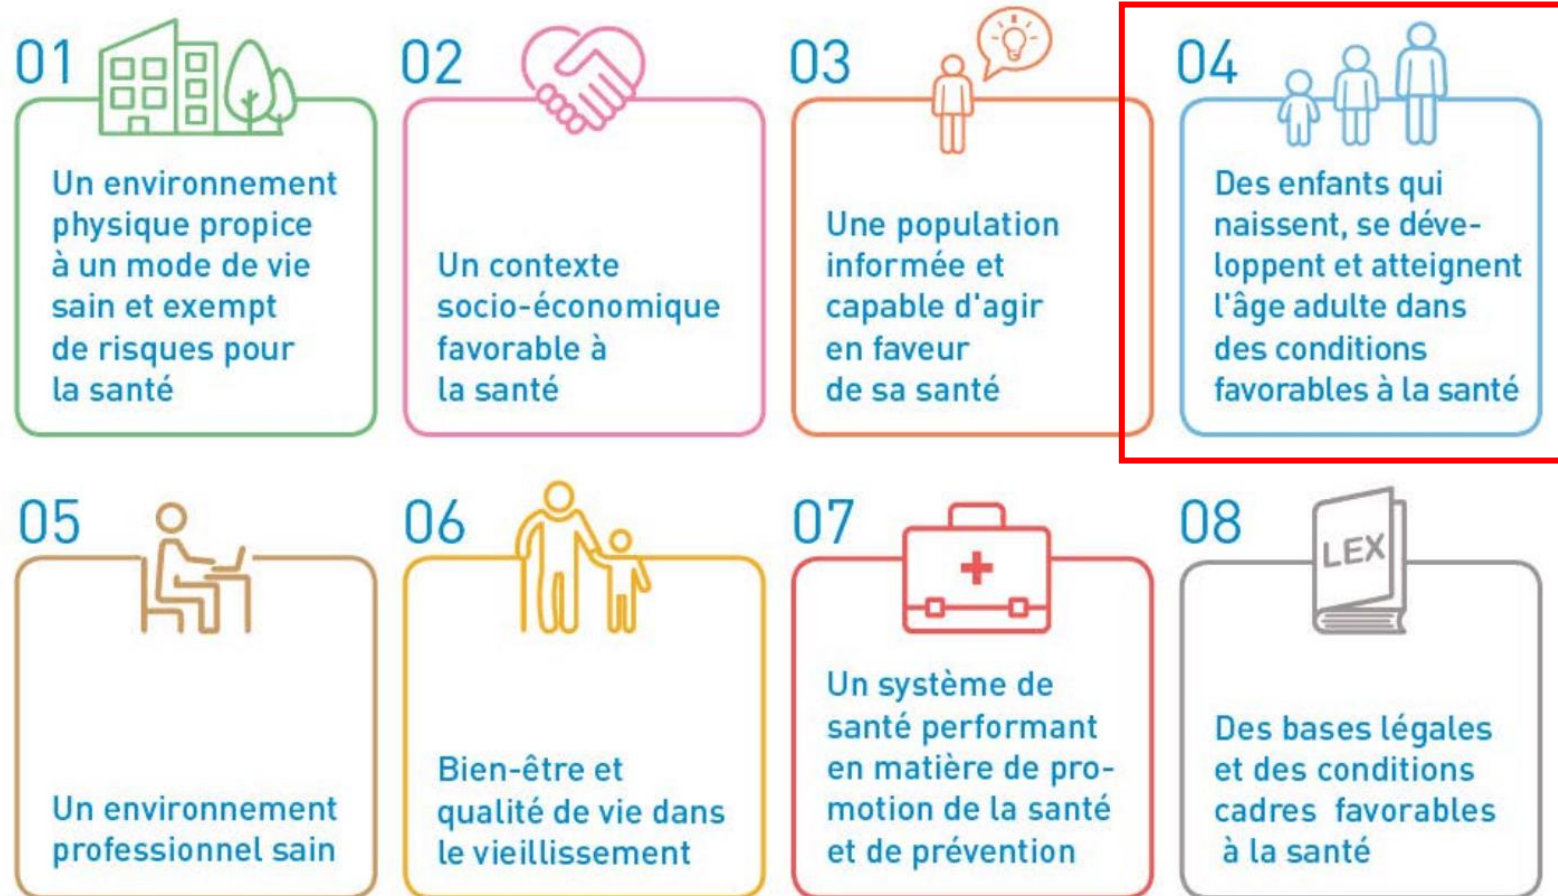 01
Un environnement
physique propice
à un mode de vie
sain et exempt
de risques pour
la santé
02
Un contexte
socio-économique
favorable à
la santé
03
Une population
informée et
capable d'agir
en faveur
de sa santé
04
Des enfants qui
naissent, se déve-
loppent et atteignent
l'âge adulte dans
des conditions
favorables à la santé
05
Un environnement
professionnel sain
06
Bien-être et
qualité de vie dans
le vieillissement
07
Un système de
santé performant
en matière de pro-
motion de la santé
et de prévention
08
LEX
Des bases légales
et des conditions
cadres favorables
à la santé